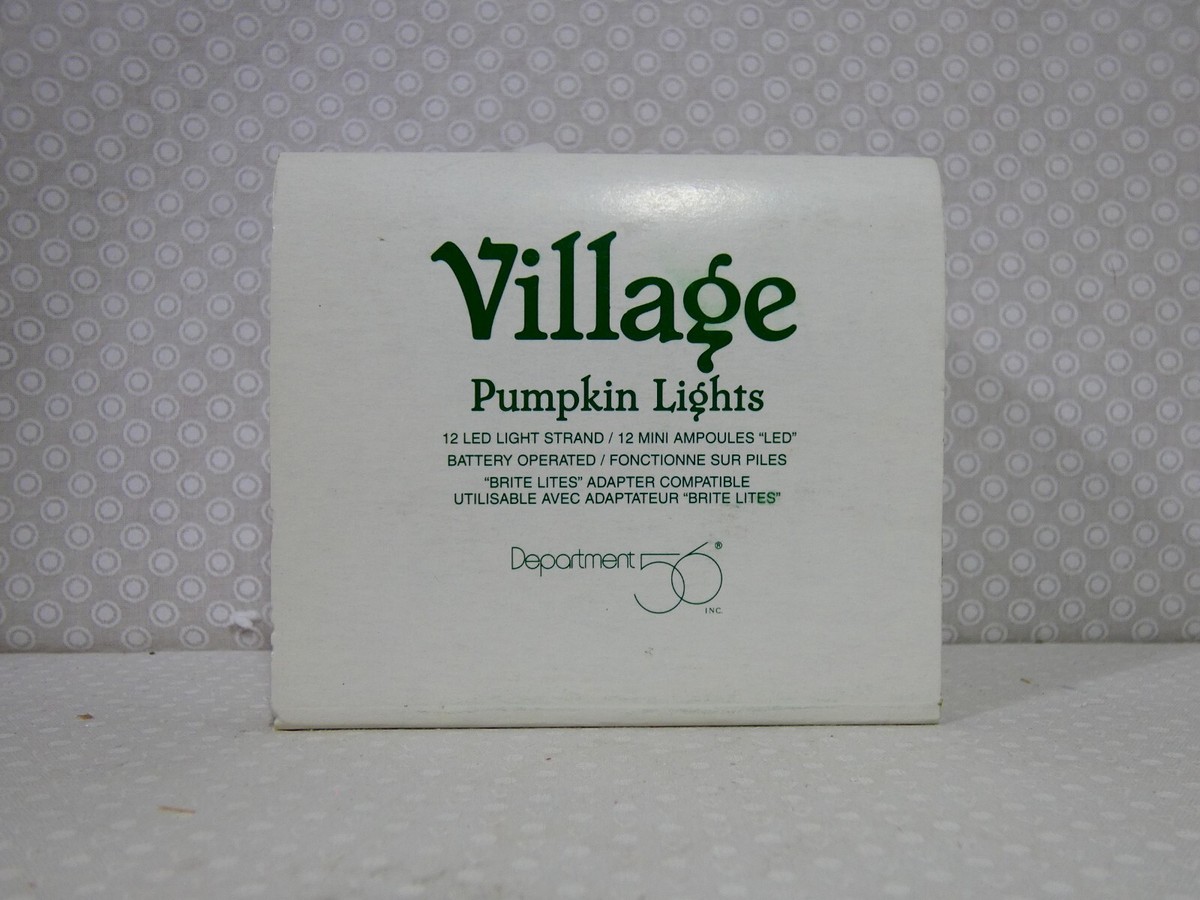 Village
Pumpkin Lights
12 LED LIGHT STRAND / 12 MINI AMPOULES “LED”
BATTERY OPERATED / FONCTIONNE SUR PILES
“BRITE LITES” ADAPTER COMPATIBLE
UTILISABLE AVEC ADAPTATEUR “BRITE LITES”
Department 56®
INC.